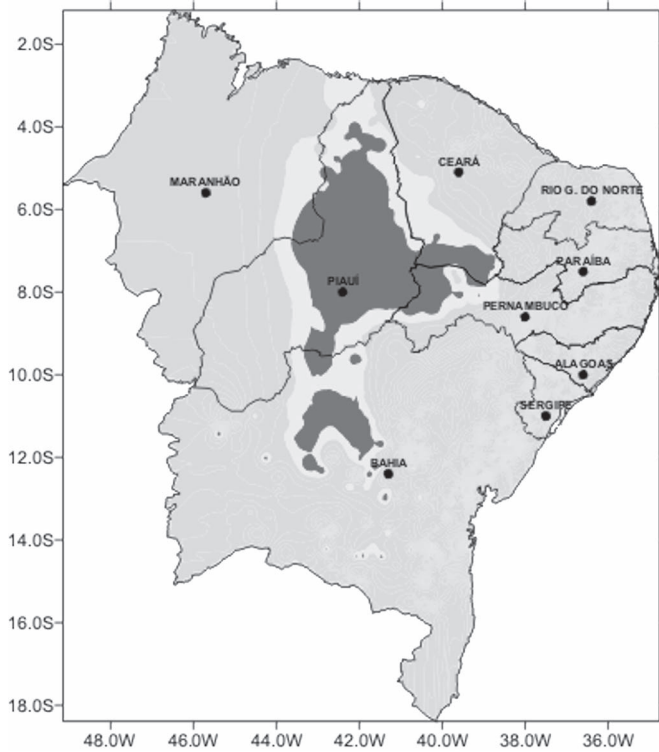 2.0S
4.0S
CEARÁ
MARANHÃO
RIO G. DO NORTE
6.0S
PARAÍBA
PIAUÍ
8.0S
PERNAMBUCO
ALAGOAS
10.0S
SERGIPE
12.0S
BAHIA
14.0S
16.0S
18.0S
48.0W 46.0W 44.0W 42.0W 40.0W 38.0W 36.0W